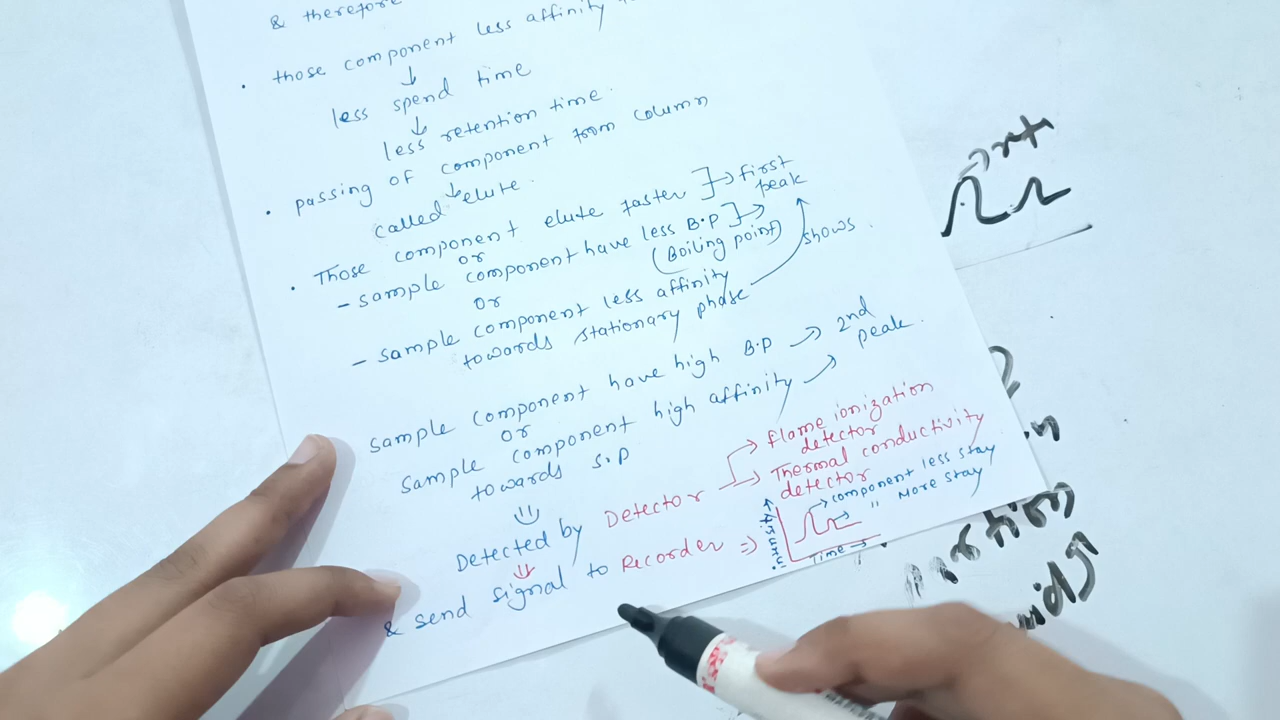 & therefore
• those component less affinity
↓
less spend time
↓
less retention time.
• passing of component from column
↓
called elute.
• Those component elute faster ] → first peak
or
- sample component have less B.P ] →
(Boiling point)
or
- sample component less affinity
towards stationary phase
shows.
sample component have high B.P → 2nd peak.
or
sample component high affinity →
towards S.P
⇓
Detected by Detector → flame ionization detector
→ Thermal conductivity detector
⇓
& send signal to Recorder ⇒
→ component less stay
→ " More stay
Time →